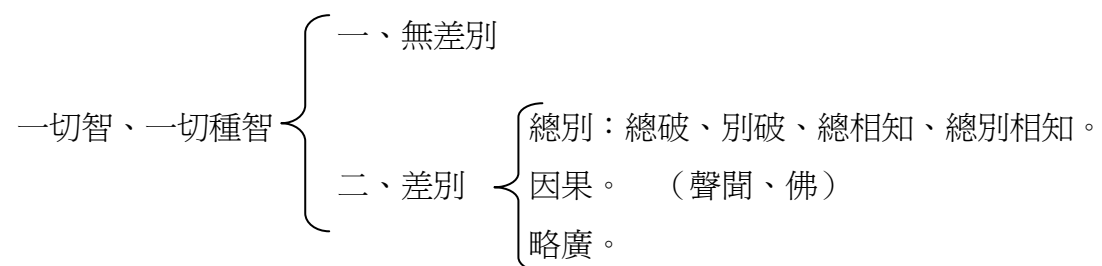 一、無差別
一切智、一切種智
總別：總破、別破、總相知、總別相知。
二、差別
因果。 （聲聞、佛）
略廣。